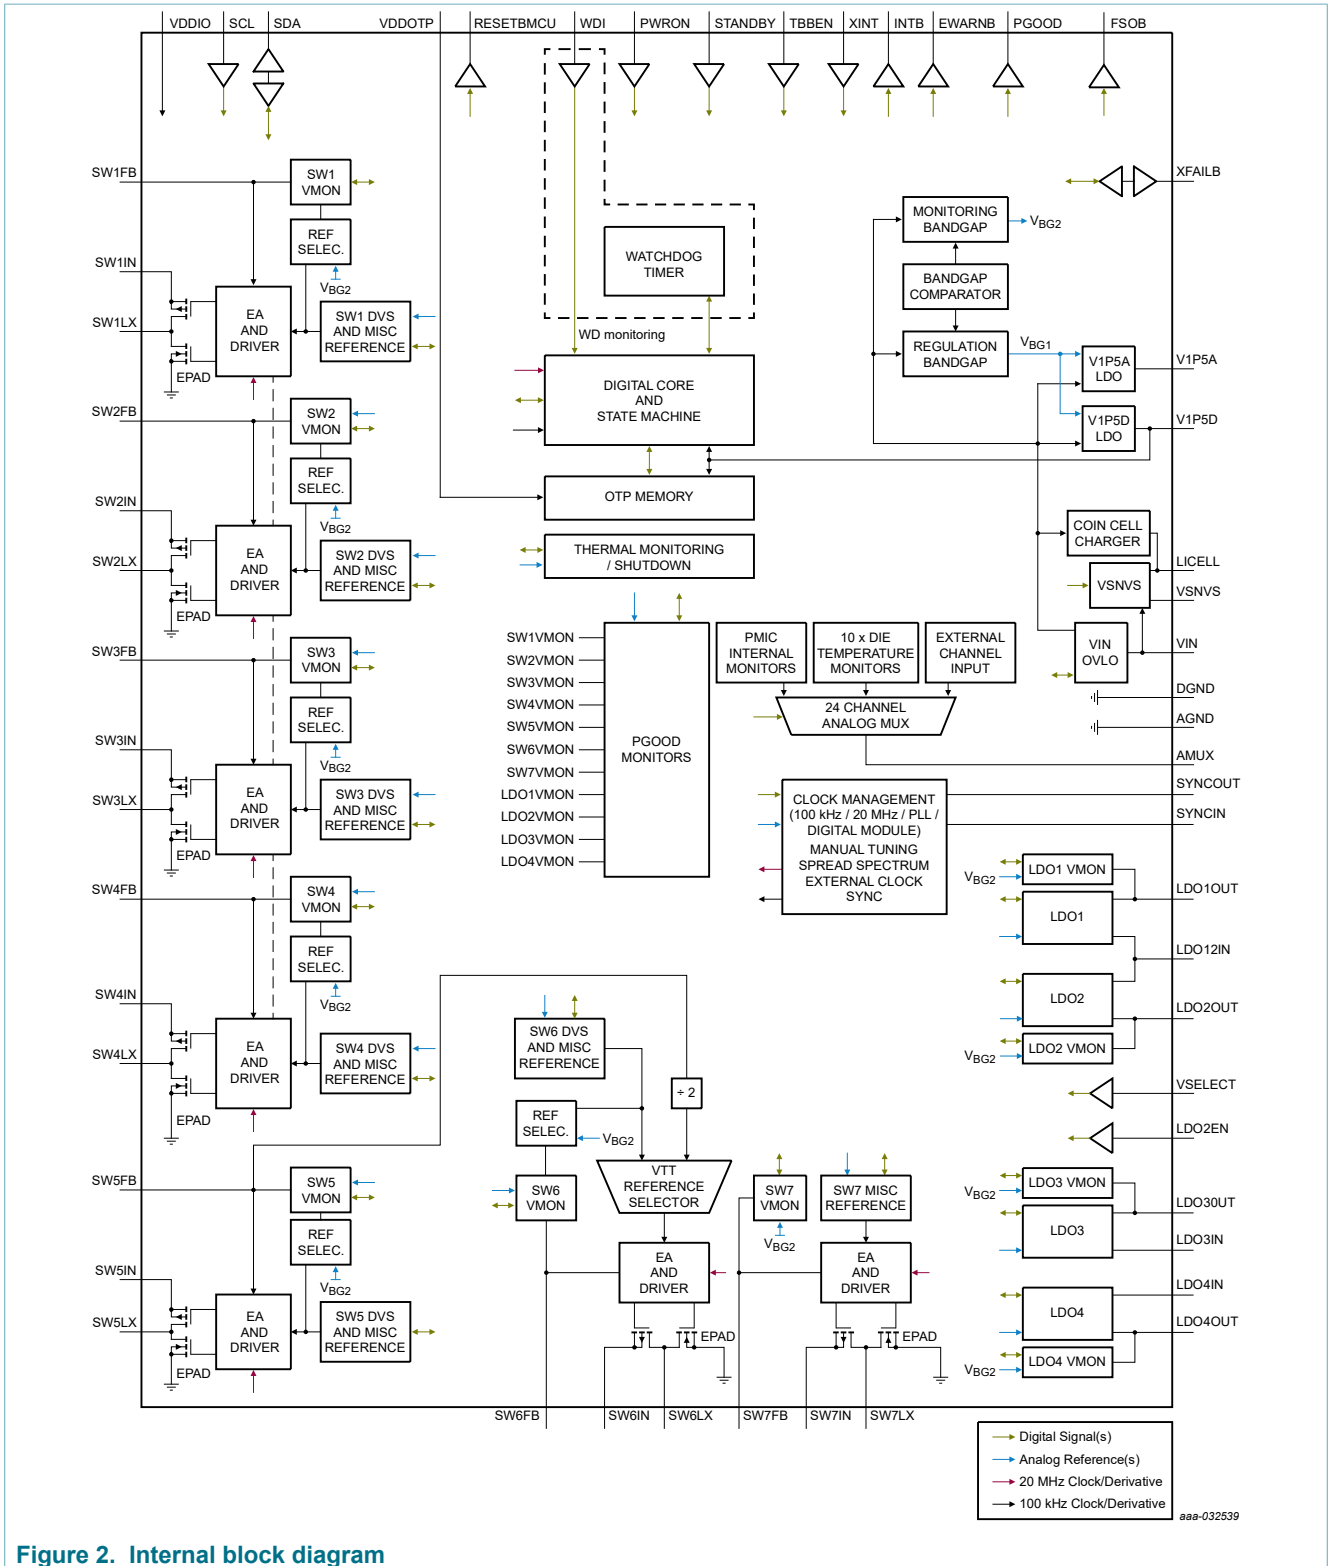 VDDIO
SCL
SDA
VDDOTP
RESETBMCU
WDI
PWRON
STANDBY
TBBEN
XINT
INTB
EWARNB
PGOOD
FSOB
SW1FB
SW1
VMON
REF
SELEC.
VBG2
SW1IN
SW1LX
EA
AND
DRIVER
SW1 DVS
AND MISC
REFERENCE
EPAD
SW2FB
SW2
VMON
REF
SELEC.
VBG2
SW2IN
SW2LX
EA
AND
DRIVER
SW2 DVS
AND MISC
REFERENCE
EPAD
SW3FB
SW3
VMON
REF
SELEC.
VBG2
SW3IN
SW3LX
EA
AND
DRIVER
SW3 DVS
AND MISC
REFERENCE
EPAD
SW4FB
SW4
VMON
REF
SELEC.
VBG2
SW4IN
SW4LX
EA
AND
DRIVER
SW4 DVS
AND MISC
REFERENCE
EPAD
SW5FB
SW5
VMON
REF
SELEC.
VBG2
SW5IN
SW5LX
EA
AND
DRIVER
SW5 DVS
AND MISC
REFERENCE
EPAD
WATCHDOG
TIMER
WD monitoring
DIGITAL CORE
AND
STATE MACHINE
OTP MEMORY
THERMAL MONITORING
/ SHUTDOWN
SW1VMON
SW2VMON
SW3VMON
SW4VMON
SW5VMON
SW6VMON
SW7VMON
LDO1VMON
LDO2VMON
LDO3VMON
LDO4VMON
PGOOD
MONITORS
PMIC
INTERNAL
MONITORS
10 x DIE
TEMPERATURE
MONITORS
EXTERNAL
CHANNEL
INPUT
24 CHANNEL
ANALOG MUX
CLOCK MANAGEMENT
(100 kHz / 20 MHz / PLL /
DIGITAL MODULE)
MANUAL TUNING
SPREAD SPECTRUM
EXTERNAL CLOCK
SYNC
SW6 DVS
AND MISC
REFERENCE
÷ 2
REF
SELEC.
VBG2
SW6
VMON
VTT
REFERENCE
SELECTOR
EA
AND
DRIVER
EPAD
SW7
VMON
VBG2
SW7 MISC
REFERENCE
EA
AND
DRIVER
EPAD
SW6FB
SW6IN
SW6LX
SW7FB
SW7IN
SW7LX
XFAILB
MONITORING
BANDGAP
VBG2
BANDGAP
COMPARATOR
REGULATION
BANDGAP
VBG1
V1P5A
LDO
V1P5A
V1P5D
LDO
V1P5D
COIN CELL
CHARGER
LICELL
VSNVS
VSNVS
VIN
OVLO
VIN
DGND
AGND
AMUX
SYNCOUT
SYNCIN
LDO1 VMON
VBG2
LDO1OUT
LDO1
LDO12IN
LDO2
LDO2OUT
LDO2 VMON
VBG2
VSELECT
LDO2EN
LDO3 VMON
VBG2
LDO30UT
LDO3
LDO3IN
LDO4IN
LDO4
LDO4OUT
LDO4 VMON
VBG2
Digital Signal(s)
Analog Reference(s)
20 MHz Clock/Derivative
100 kHz Clock/Derivative
aaa-032539
Figure 2. Internal block diagram